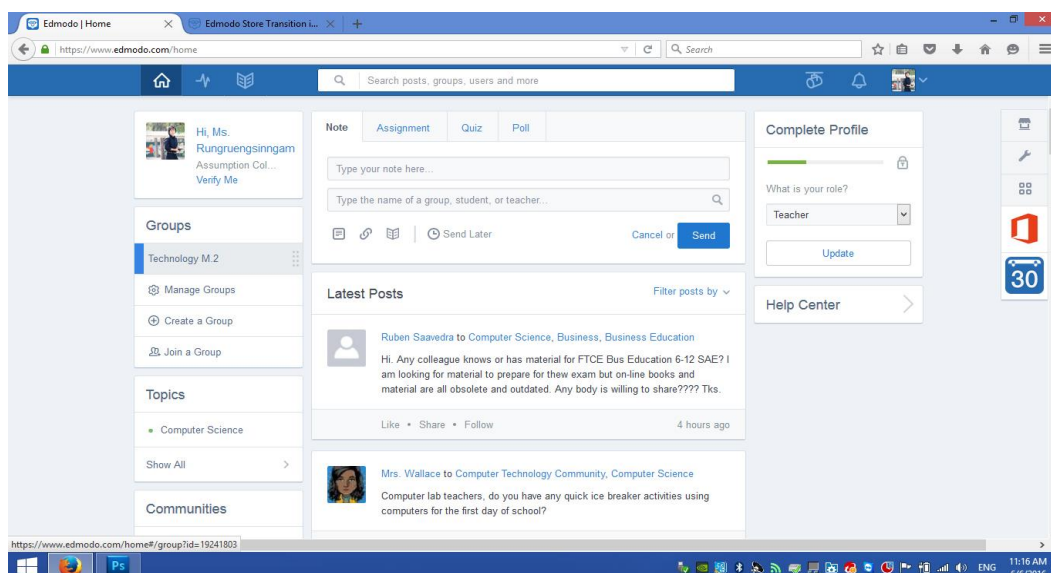 Edmodo | Home
Edmodo Store Transition i...
https://www.edmodo.com/home
Search
Search posts, groups, users and more
Hi, Ms.
Rungruengsinngam
Assumption Col...
Verify Me
Groups
Technology M.2
Manage Groups
Create a Group
Join a Group
Topics
Computer Science
Show All
Communities
Note Assignment Quiz Poll
Type your note here...
Type the name of a group, student, or teacher...
Send Later Cancel or Send
Latest Posts Filter posts by
Ruben Saavedra to Computer Science, Business, Business Education
Hi. Any colleague knows or has material for FTCE Bus Education 6-12 SAE? I
am looking for material to prepare for thew exam but on-line books and
material are all obsolete and outdated. Any body is willing to share???? Tks.
Like • Share • Follow 4 hours ago
Mrs. Wallace to Computer Technology Community, Computer Science
Computer lab teachers, do you have any quick ice breaker activities using
computers for the first day of school?
Complete Profile
What is your role?
Teacher
Update
Help Center
30
https://www.edmodo.com/home#/group?id=19241803
Ps
ENG
11:16 AM